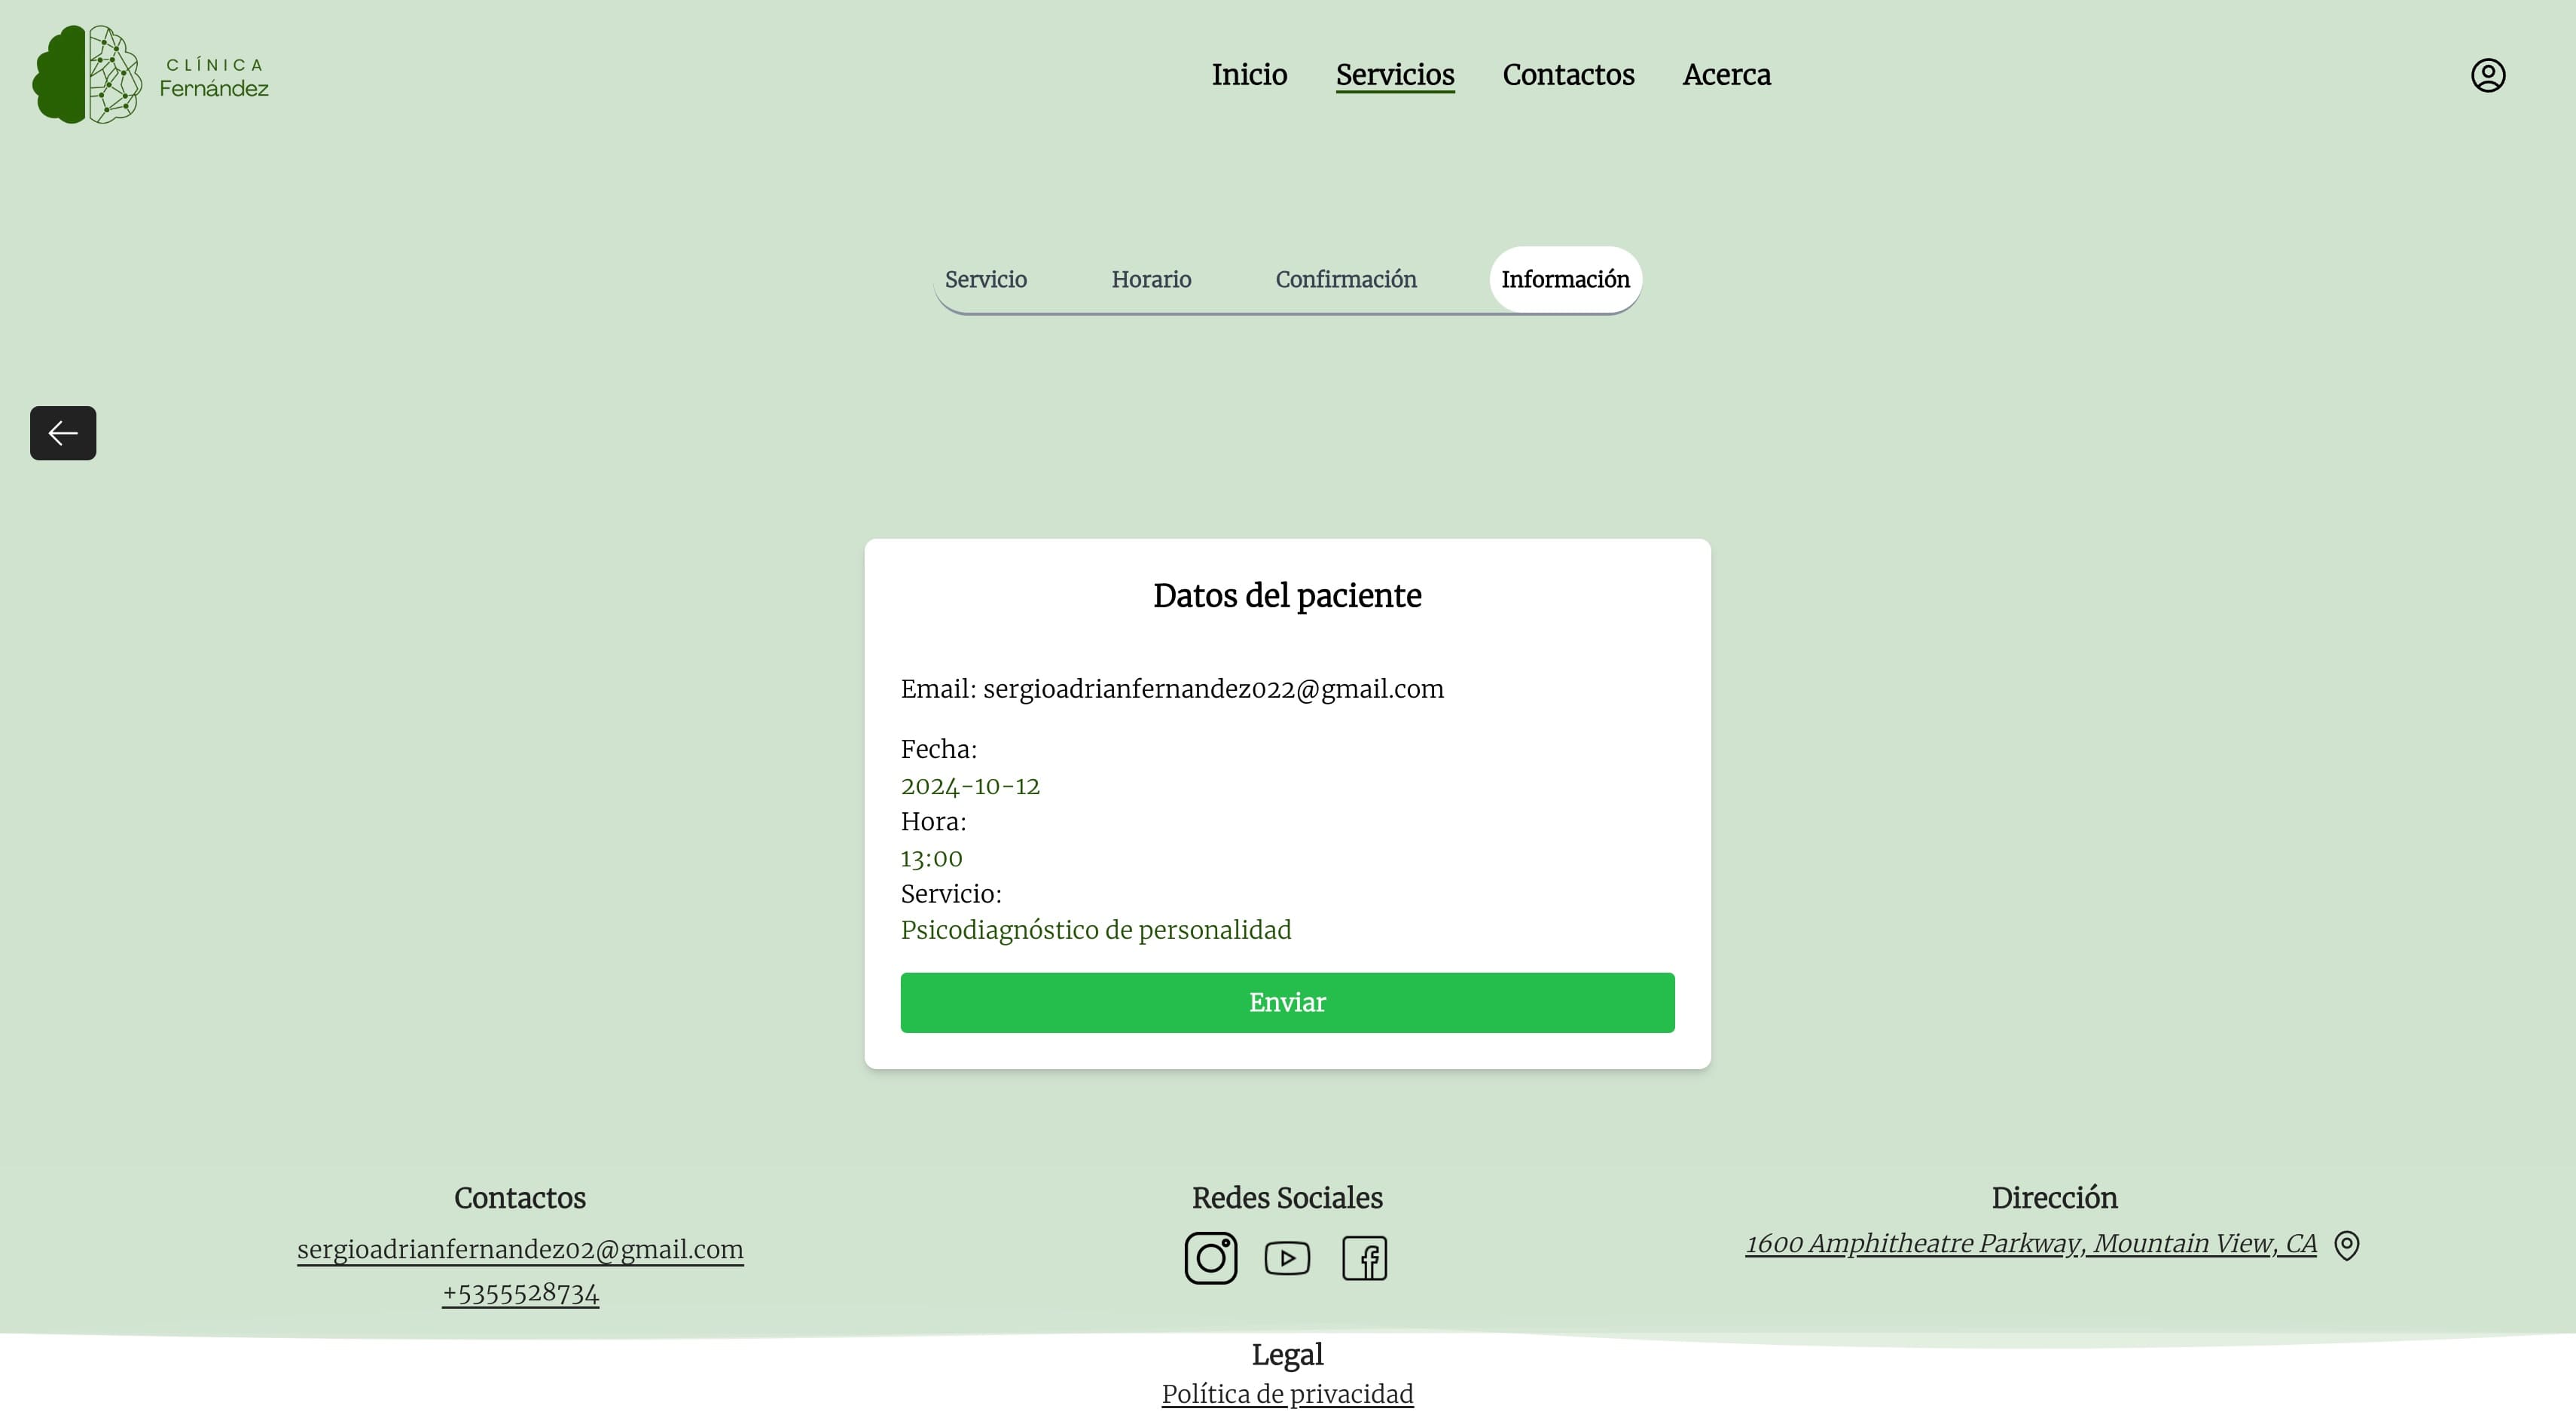 CLÍNICA
Fernández
Inicio Servicios Contactos Acerca
Servicio Horario Confirmación Información
Datos del paciente
Email: sergioadrianfernandez022@gmail.com
Fecha:
2024-10-12
Hora:
13:00
Servicio:
Psicodiagnóstico de personalidad
Enviar
Contactos
sergioadrianfernandez02@gmail.com
+5355528734
Redes Sociales
Dirección
1600 Amphitheatre Parkway, Mountain View, CA
Legal
Política de privacidad